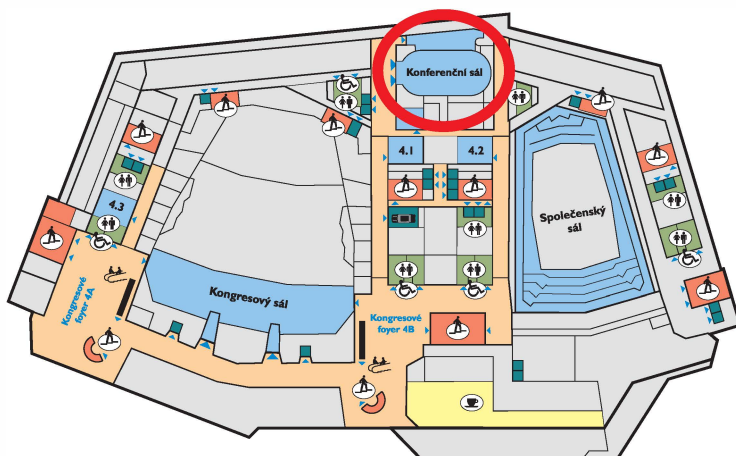 Konferenční sál
4.1
4.2
4.3
Společenský
sál
Kongresový sál
Kongresové
foyer 4A
Kongresové
foyer 4B